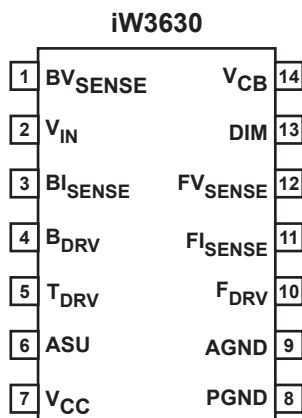 iW3630
1 BVSENSE VCB 14
2 VIN DIM 13
3 BISENSE FVSENSE 12
4 BDRV FISENSE 11
5 TDRV FDRV 10
6 ASU AGND 9
7 VCC PGND 8